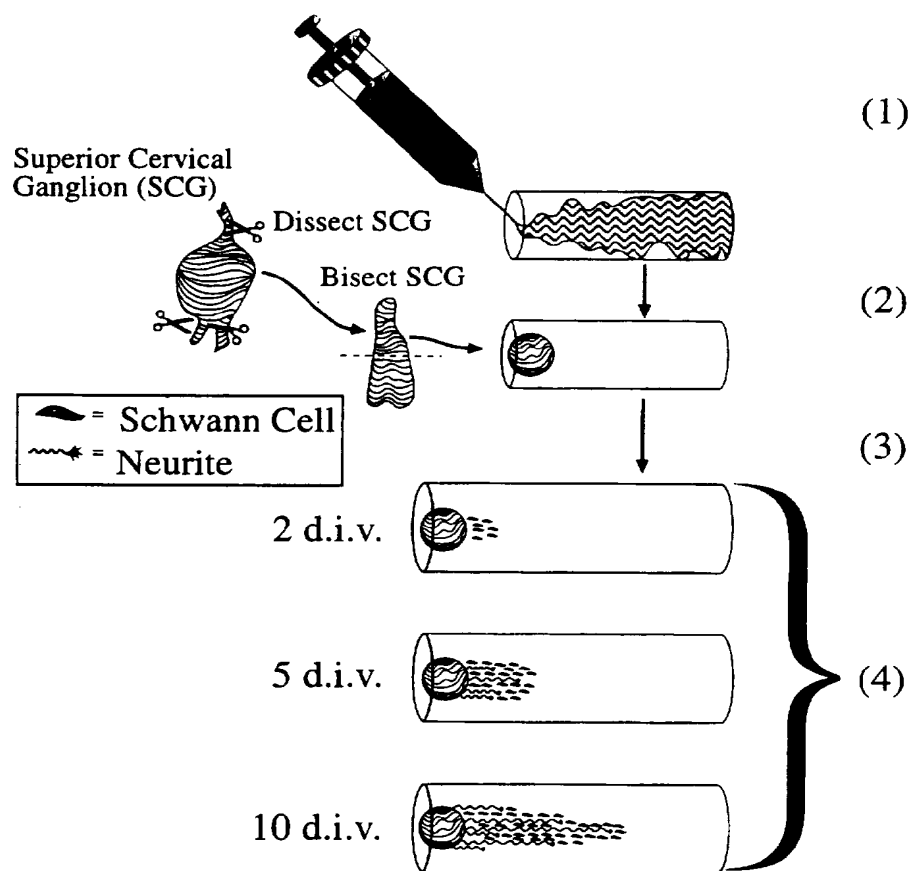 (1)
Superior Cervical
Ganglion (SCG)
Dissect SCG
Bisect SCG
(2)
= Schwann Cell
= Neurite
(3)
2 d.i.v.
5 d.i.v.
(4)
10 d.i.v.